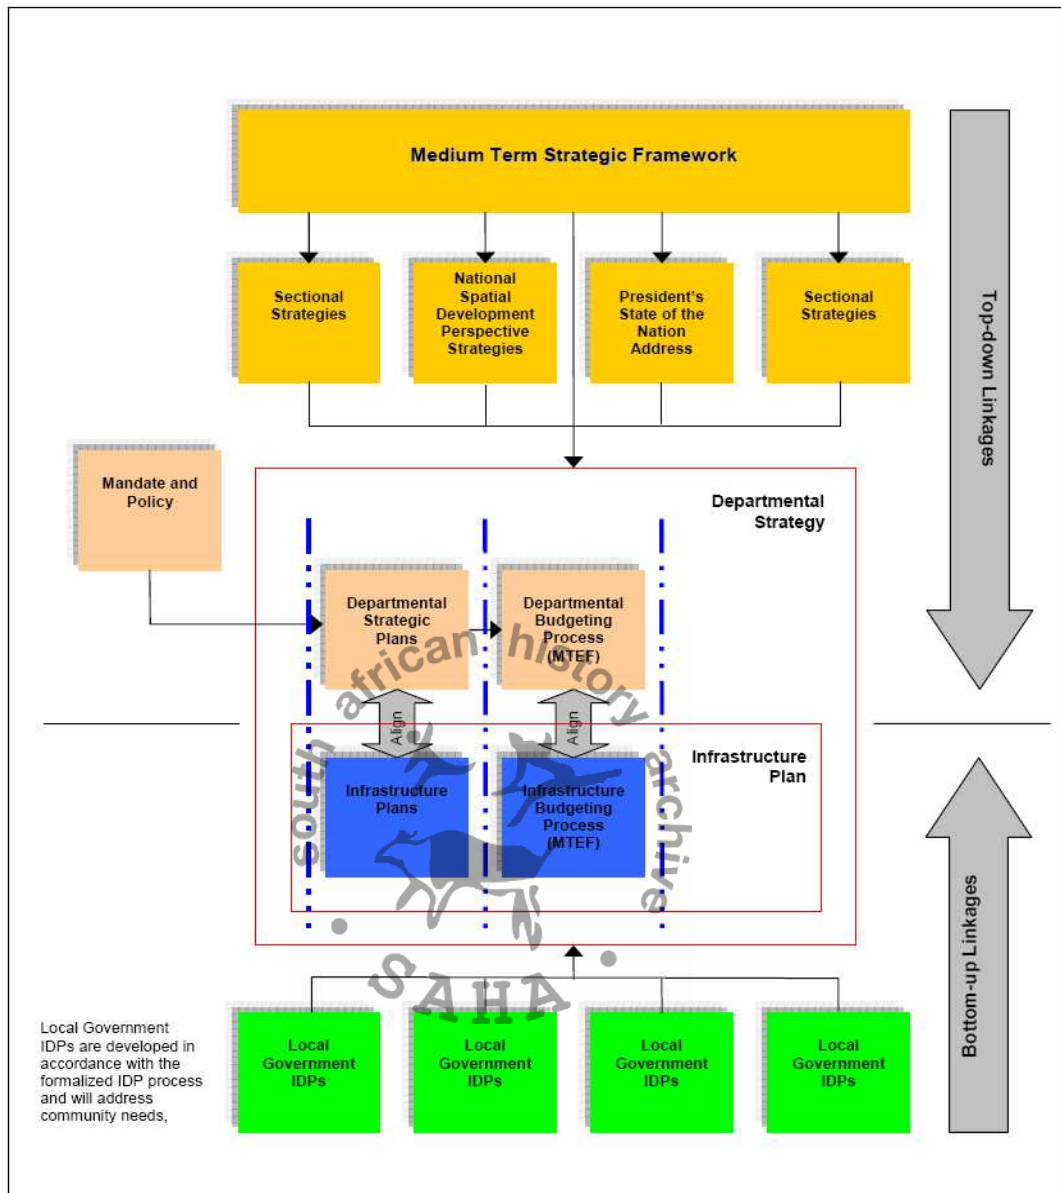 Medium Term Strategic Framework
Sectional
Strategies
National
Spatial
Development
Perspective
Strategies
President's
State of the
Nation
Address
Sectional
Strategies
Top-down Linkages
Mandate and
Policy
Departmental
Strategy
Departmental
Strategic
Plans
Departmental
Budgeting
Process
(MTEF)
Align
Align
Infrastructure
Plan
Infrastructure
Plans
Infrastructure
Budgeting
Process
(MTEF)
south african history archive
SAHA
Bottom-up Linkages
Local Government
IDPs are developed in
accordance with the
formalized IDP process
and will address
community needs,
Local
Government
IDPs
Local
Government
IDPs
Local
Government
IDPs
Local
Government
IDPs